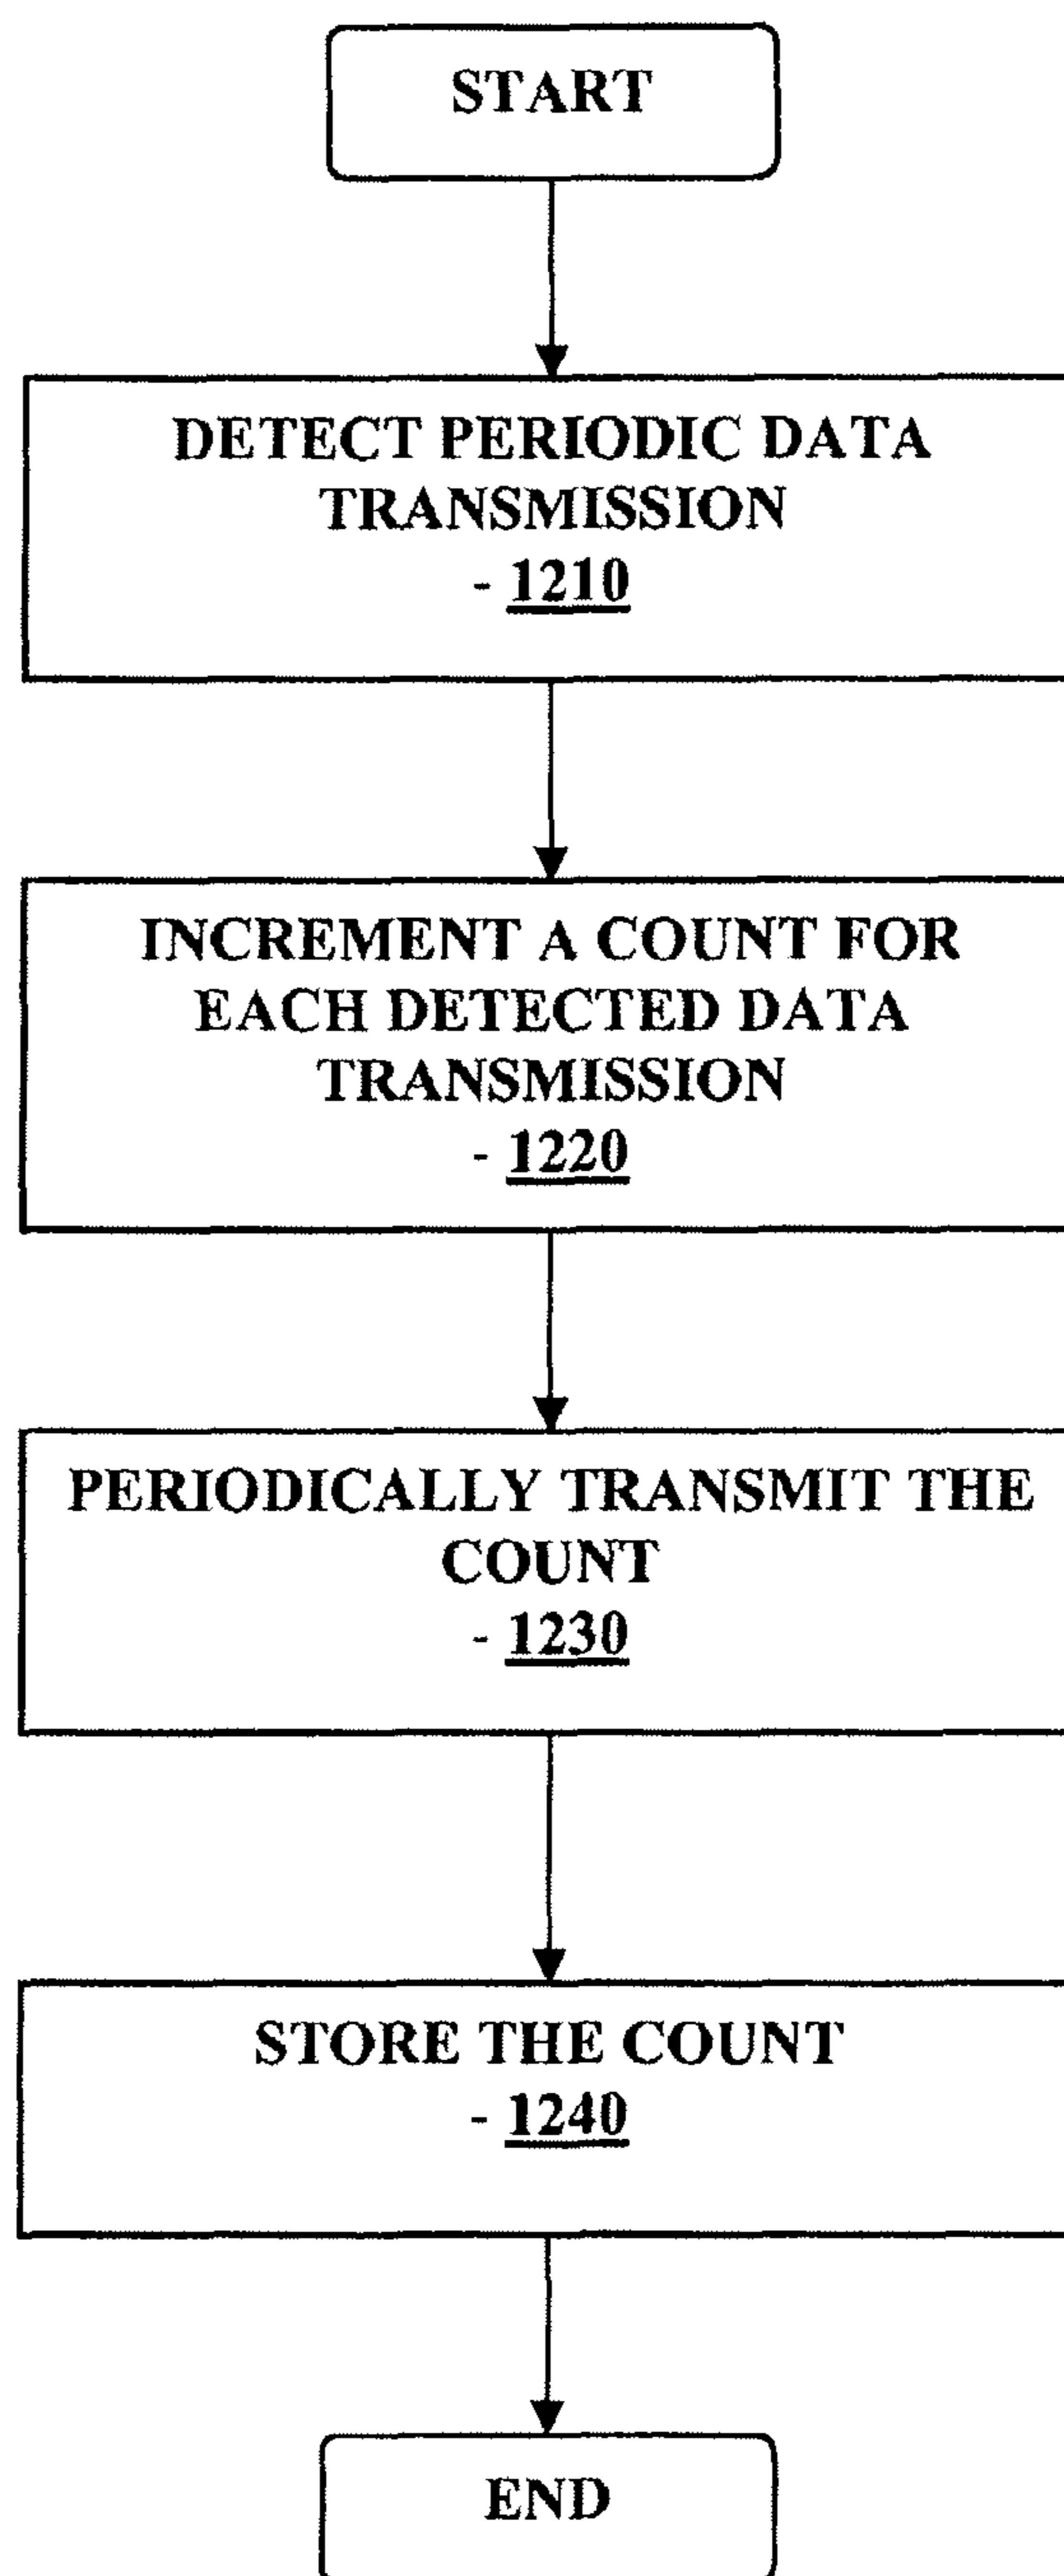 START
DETECT PERIODIC DATA
TRANSMISSION
- 1210
INCREMENT A COUNT FOR
EACH DETECTED DATA
TRANSMISSION
- 1220
PERIODICALLY TRANSMIT THE
COUNT
- 1230
STORE THE COUNT
- 1240
END